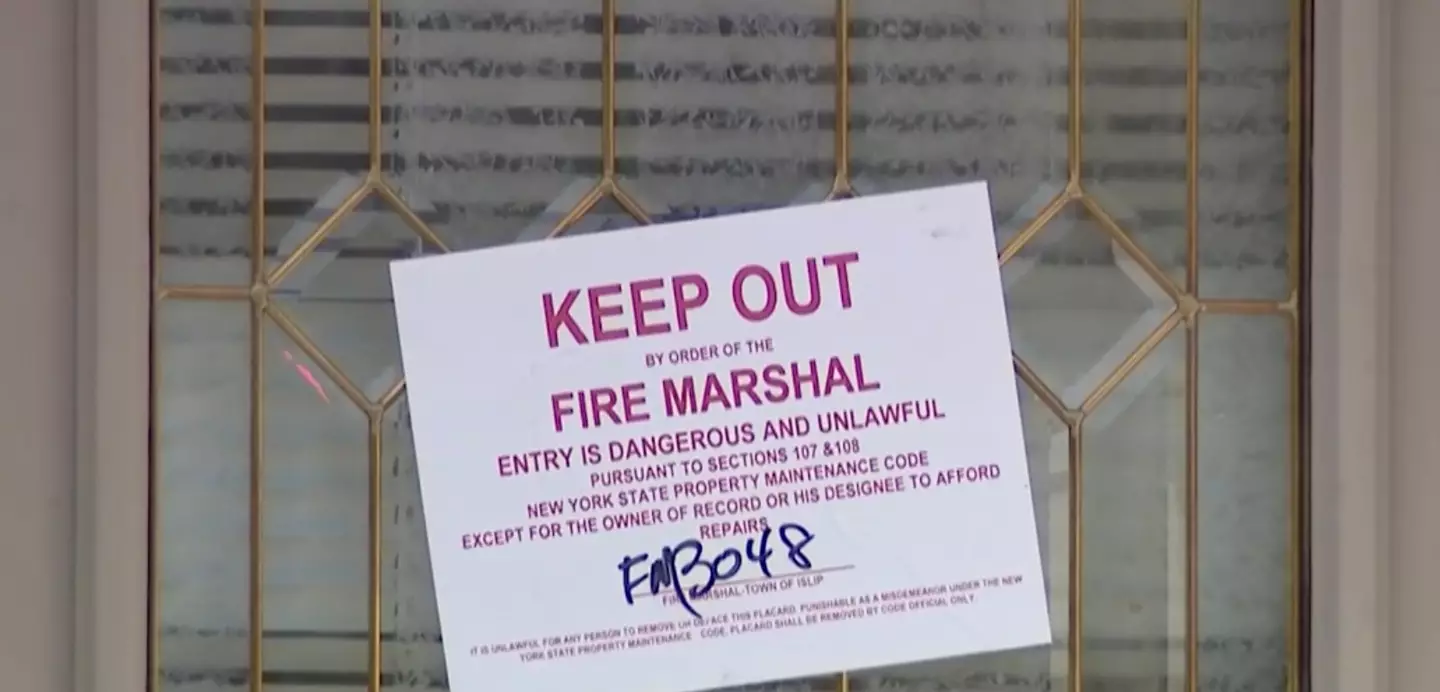 KEEP OUT
BY ORDER OF THE
FIRE MARSHAL
ENTRY IS DANGEROUS AND UNLAWFUL
PURSUANT TO SECTIONS 107 &108
NEW YORK STATE PROPERTY MAINTENANCE CODE
EXCEPT FOR THE OWNER OF RECORD OR HIS DESIGNEE TO AFFORD
REPAIRS
FMB048
FIRE MARSHAL-TOWN OF ISLIP
IT IS UNLAWFUL FOR ANY PERSON TO REMOVE OR DEFACE THIS PLACARD. PUNISHABLE AS A MISDEMEANOR UNDER THE NEW
YORK STATE PROPERTY MAINTENANCE CODE. PLACARD SHALL BE REMOVED BY CODE OFFICIAL ONLY.